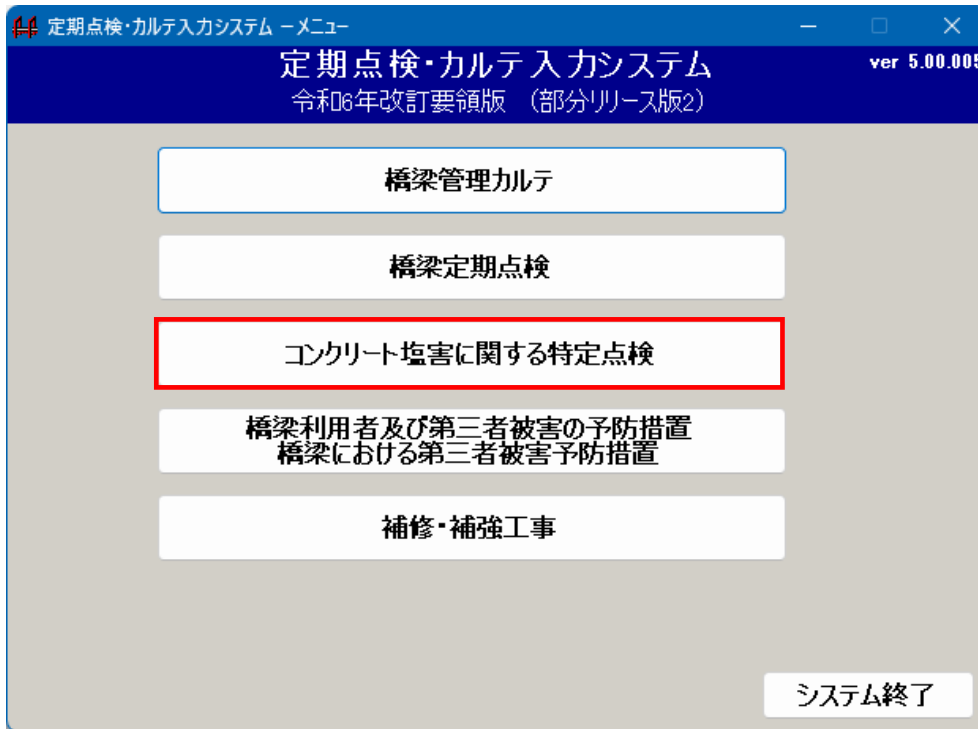 定期点検・カルテ入力システム －メニュー－
定期点検・カルテ入力システム
ver 5.00.005
令和6年改訂要領版 （部分リリース版2）
橋梁管理カルテ
橋梁定期点検
コンクリート塩害に関する特定点検
橋梁利用者及び第三者被害の予防措置
橋梁における第三者被害予防措置
補修・補強工事
システム終了